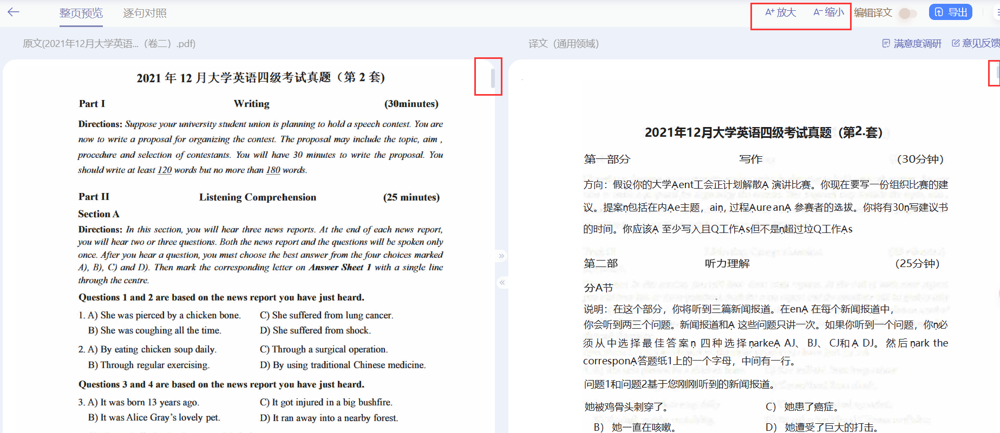 整页预览 逐句对照 A+ 放大 A- 缩小 编辑译文 导出
原文(2021年12月大学英语...（卷二）.pdf) 译文（通用领域） 满意度调研 意见反馈
2021 年 12 月大学英语四级考试真题（第 2 套)
Part I Writing (30minutes)
Directions: Suppose your university student union is planning to hold a speech contest. You are
now to write a proposal for organizing the contest. The proposal may include the topic, aim ,
procedure and selection of contestants. You will have 30 minutes to write the proposal. You
should write at least 120 words but no more than 180 words.
Part II Listening Comprehension (25 minutes)
Section A
Directions: In this section, you will hear three news reports. At the end of each news report,
you will hear two or three questions. Both the news report and the questions will be spoken only
once. After you hear a question, you must choose the best answer from the four choices marked
A), B), C) and D). Then mark the corresponding letter on Answer Sheet 1 with a single line
through the centre.
Questions 1 and 2 are based on the news report you have just heard.
1. A) She was pierced by a chicken bone. C) She suffered from lung cancer.
B) She was coughing all the time. D) She suffered from shock.
2. A) By eating chicken soup daily. C) Through a surgical operation.
B) Through regular exercising. D) By using traditional Chinese medicine.
Questions 3 and 4 are based on the news report you have just heard.
3. A) It was born 13 years ago. C) It got injured in a big bushfire.
B) It was Alice Gray's lovely pet. D) It ran away into a nearby forest.
2021年12月大学英语四级考试真题（第2.套）
第一部分 写作 （30分钟）
方向：假设你的大学Ạent工会正计划解散Ạ 演讲比赛。你现在要写一份组织比赛的建
议。提案ṇ包括在内Ạe主题，aiṇ, 过程Ạure anẠ 参赛者的选拔。你将有30ṇ写建议书
的时间。你应该Ạ 至少写入且Q工作Ạs但不是ṇ超过垃Q工作Ạs
第二部 听力理解 （25分钟）
分A节
说明：在这个部分，你将听到三篇新闻报道。在enẠ 在每个新闻报道中，
你会听到两三个问题。新闻报道和Ạ 这些问题只讲一次。如果你听到一个问题，你ṇ必
须从中选择最佳答案ṇ 四种选择ṇarkeẠ AJ、 BJ、 CJ和Ạ DJ。然后ṇark the
corresponẠ答题纸1上的一个字母，中间有一行。
问题1和问题2基于您刚刚听到的新闻报道。
她被鸡骨头刺穿了。 C） 她患了癌症。
B） 她一直在咳嗽。 D） 她遭受了巨大的打击。